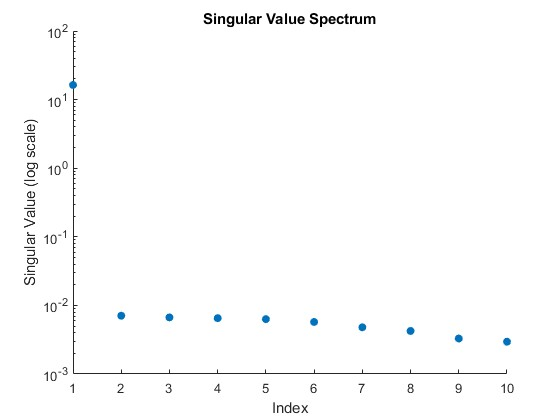 Singular Value Spectrum
10^2
10^1
10^0
10^-1
10^-2
10^-3
Singular Value (log scale)
1 2 3 4 5 6 7 8 9 10
Index